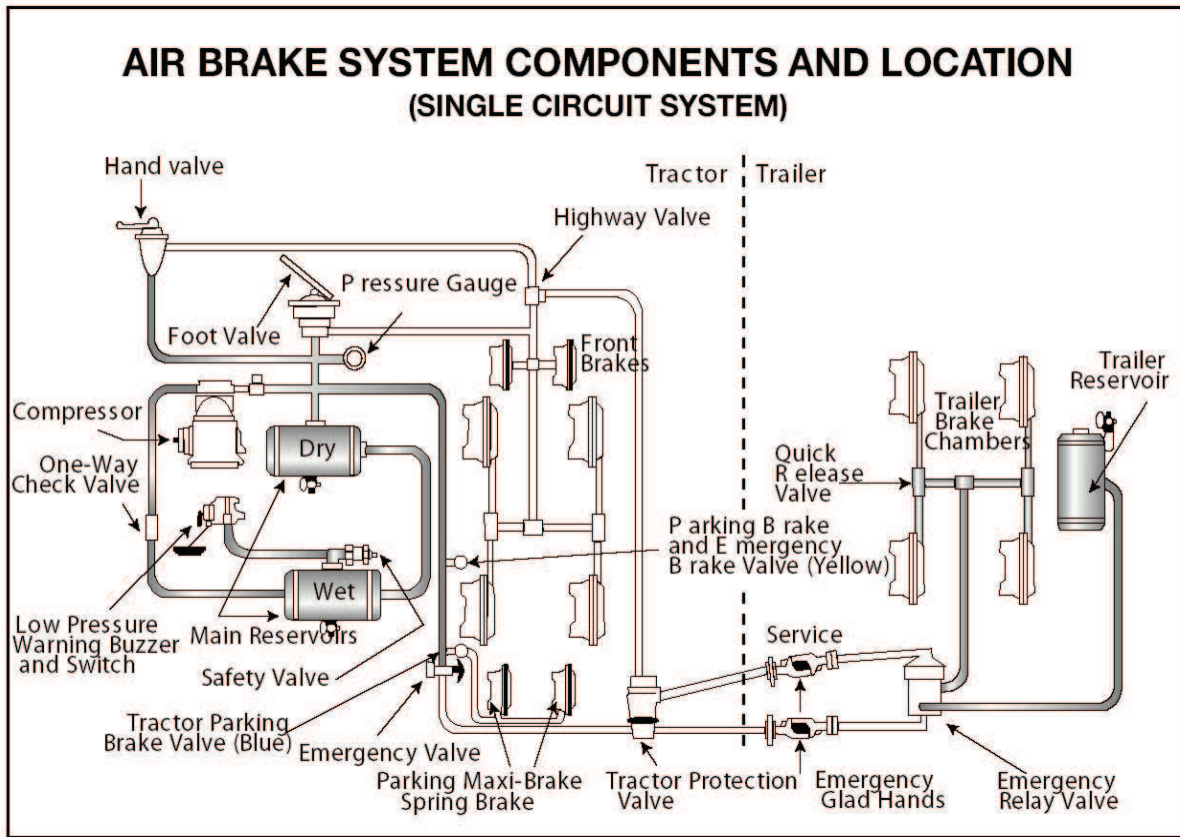 AIR BRAKE SYSTEM COMPONENTS AND LOCATION
(SINGLE CIRCUIT SYSTEM)
Hand valve
Tractor
Trailer
Highway Valve
P ressure Gauge
Foot Valve
Front
Brakes
Trailer
Reservoir
Compressor
Trailer
Brake
Chambers
One-Way
Check Valve
Dry
Quick
R elease
Valve
P arking B rake
and E mergency
B rake Valve (Yellow)
Wet
Low Pressure
Warning Buzzer
and Switch
Main Reservoirs
Safety Valve
Service
Tractor Parking
Brake Valve (Blue)
Emergency Valve
Parking Maxi-Brake
Spring Brake
Tractor Protection
Valve
Emergency
Glad Hands
Emergency
Relay Valve